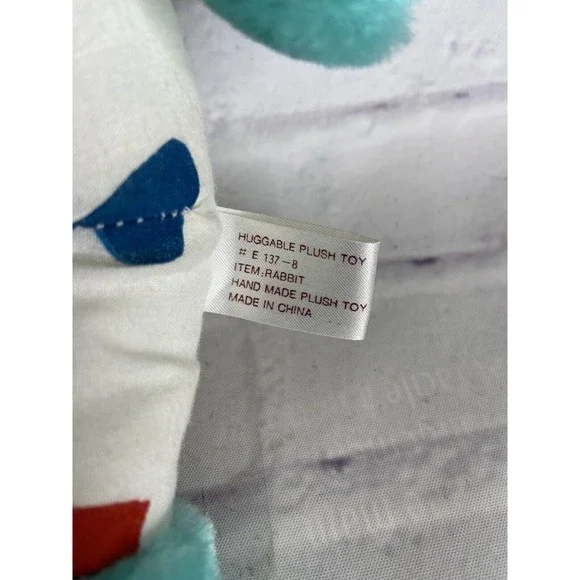 HUGGABLE PLUSH TOY
# E 137-8
ITEM:RABBIT
HAND MADE PLUSH TOY
MADE IN CHINA